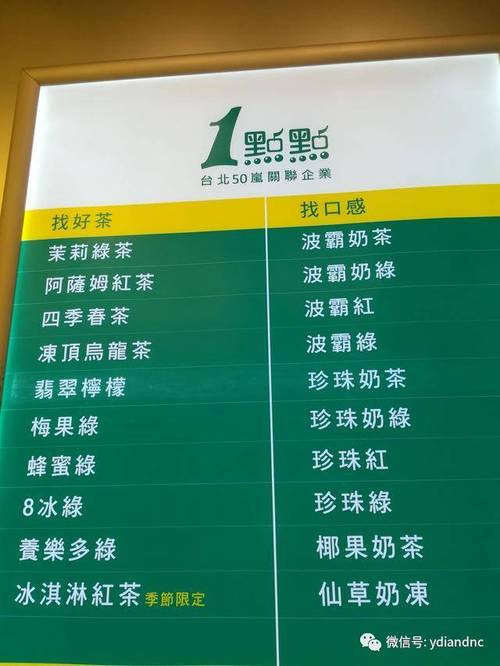 1點點
台北50嵐關聯企業
找好茶
茉莉綠茶
阿薩姆紅茶
四季春茶
凍頂烏龍茶
翡翠檸檬
梅果綠
蜂蜜綠
8冰綠
養樂多綠
冰淇淋紅茶 季節限定
找口感
波霸奶茶
波霸奶綠
波霸紅
波霸綠
珍珠奶茶
珍珠奶綠
珍珠紅
珍珠綠
椰果奶茶
仙草奶凍
微信号: ydiandnc